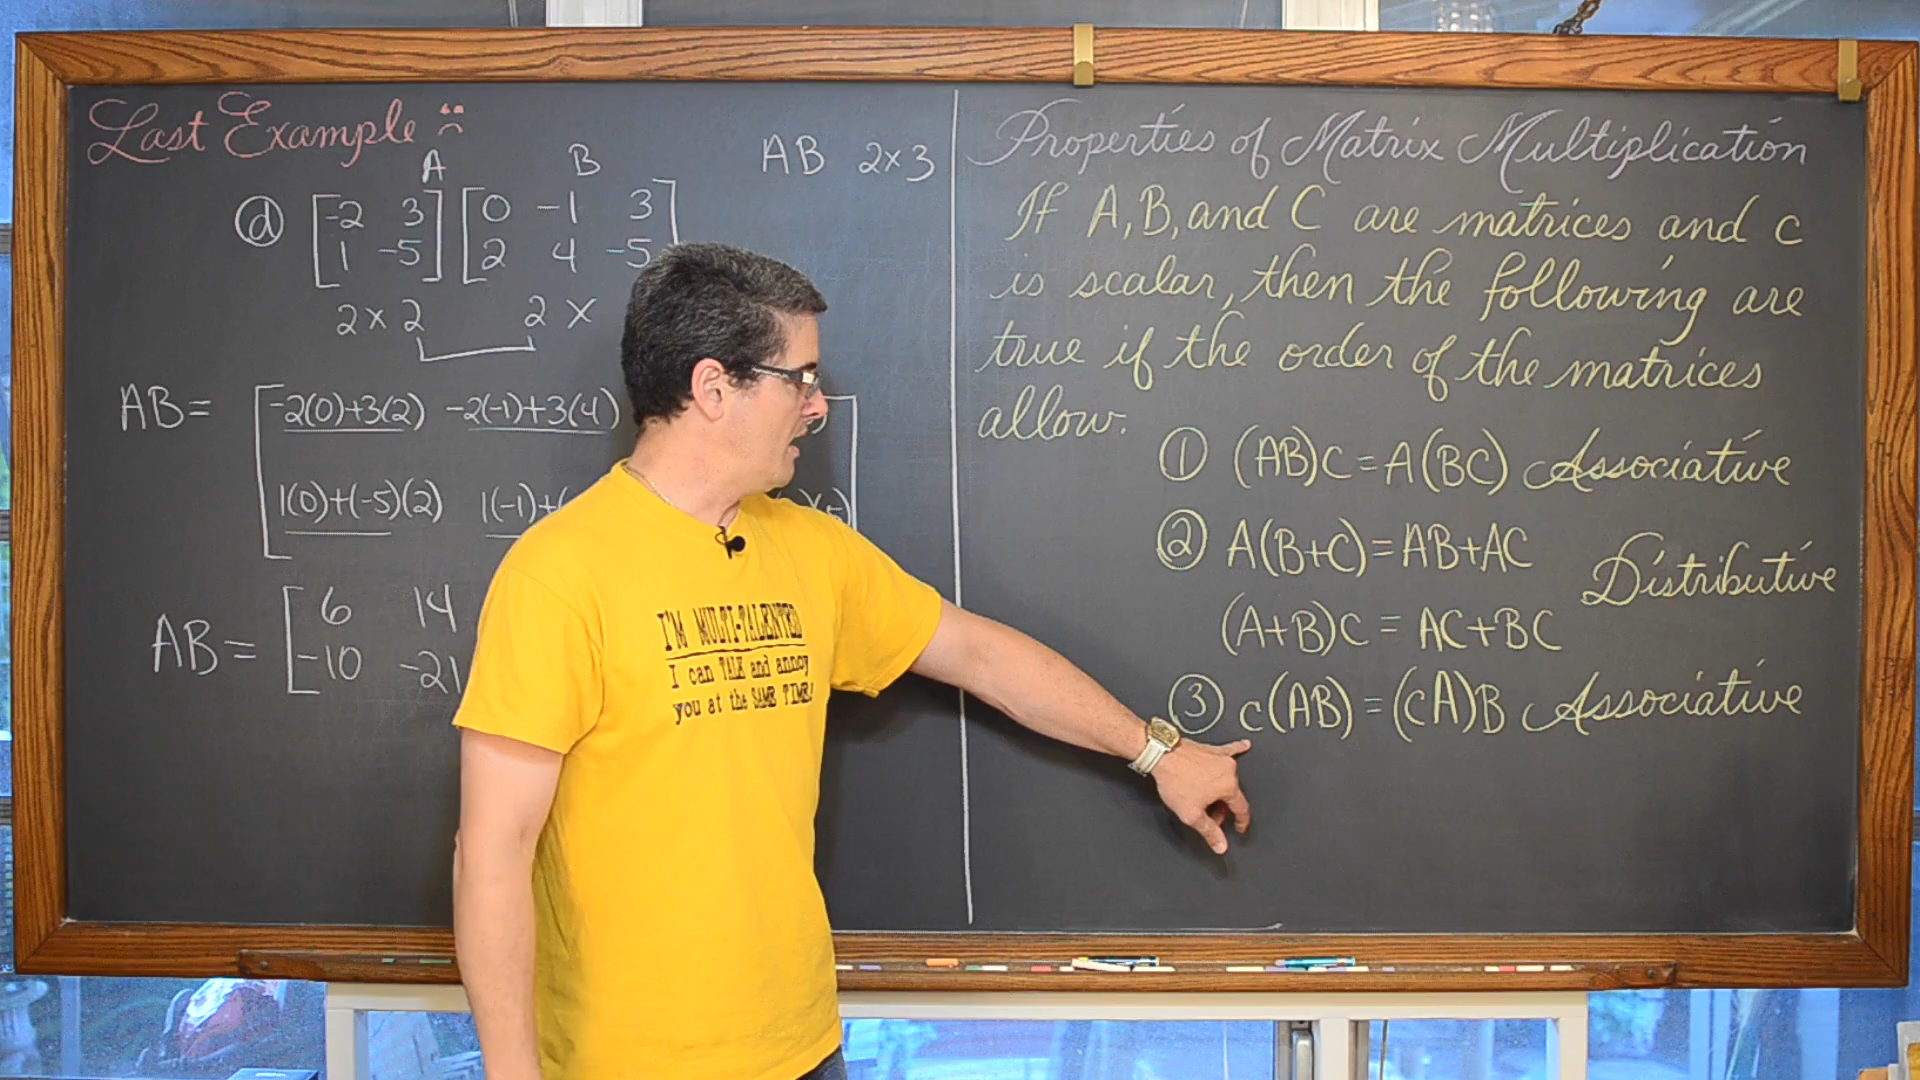 Last Example
A B
AB 2x3
ⓓ [-2 3] [0 -1 3]
[1 -5] [2 4 -5
2x2 2x
AB= -2(0)+3(2) -2(-1)+3(4)
1(0)+(-5)(2) 1(-1)+(
AB= 6 14
-10 -21
I'M MULTI-TALENTED
I can TALK and annoy
you at the SAME TIME!
Properties of Matrix Multiplication
If A, B, and C are matrices and c
is scalar, then the following are
true if the order of the matrices
allow.
① (AB)C=A(BC) Associative
② A(B+C)=AB+AC
Distributive
(A+B)C=AC+BC
③ c(AB)=(cA)B Associative